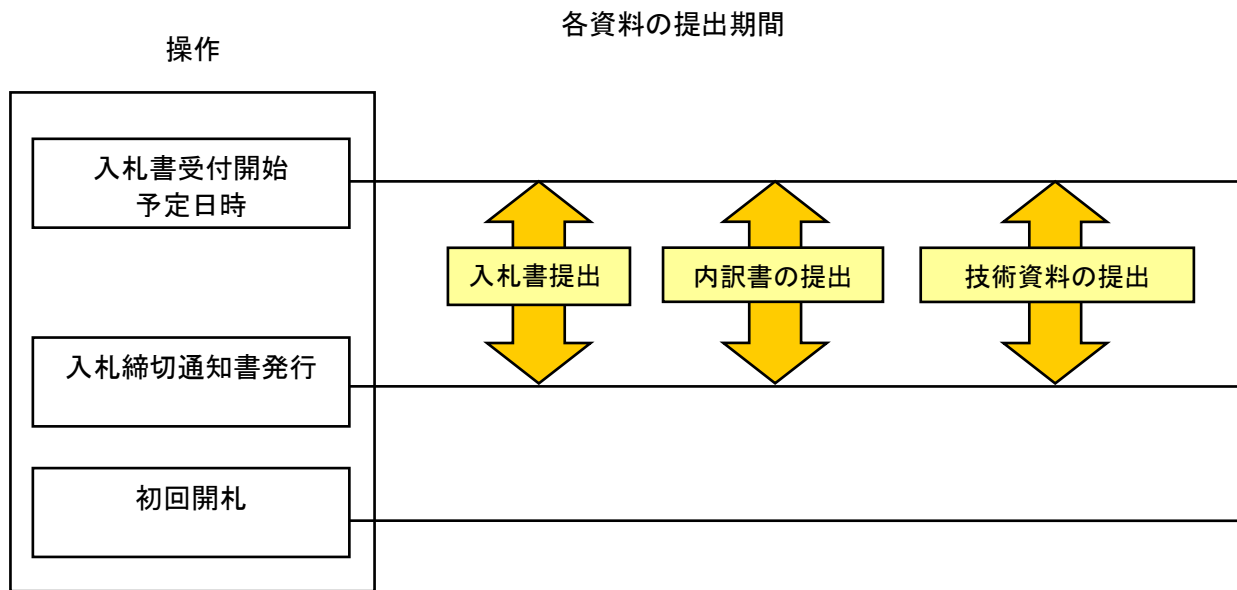 各資料の提出期間
操作
入札書受付開始
予定日時
入札書提出
内訳書の提出
技術資料の提出
入札締切通知書発行
初回開札